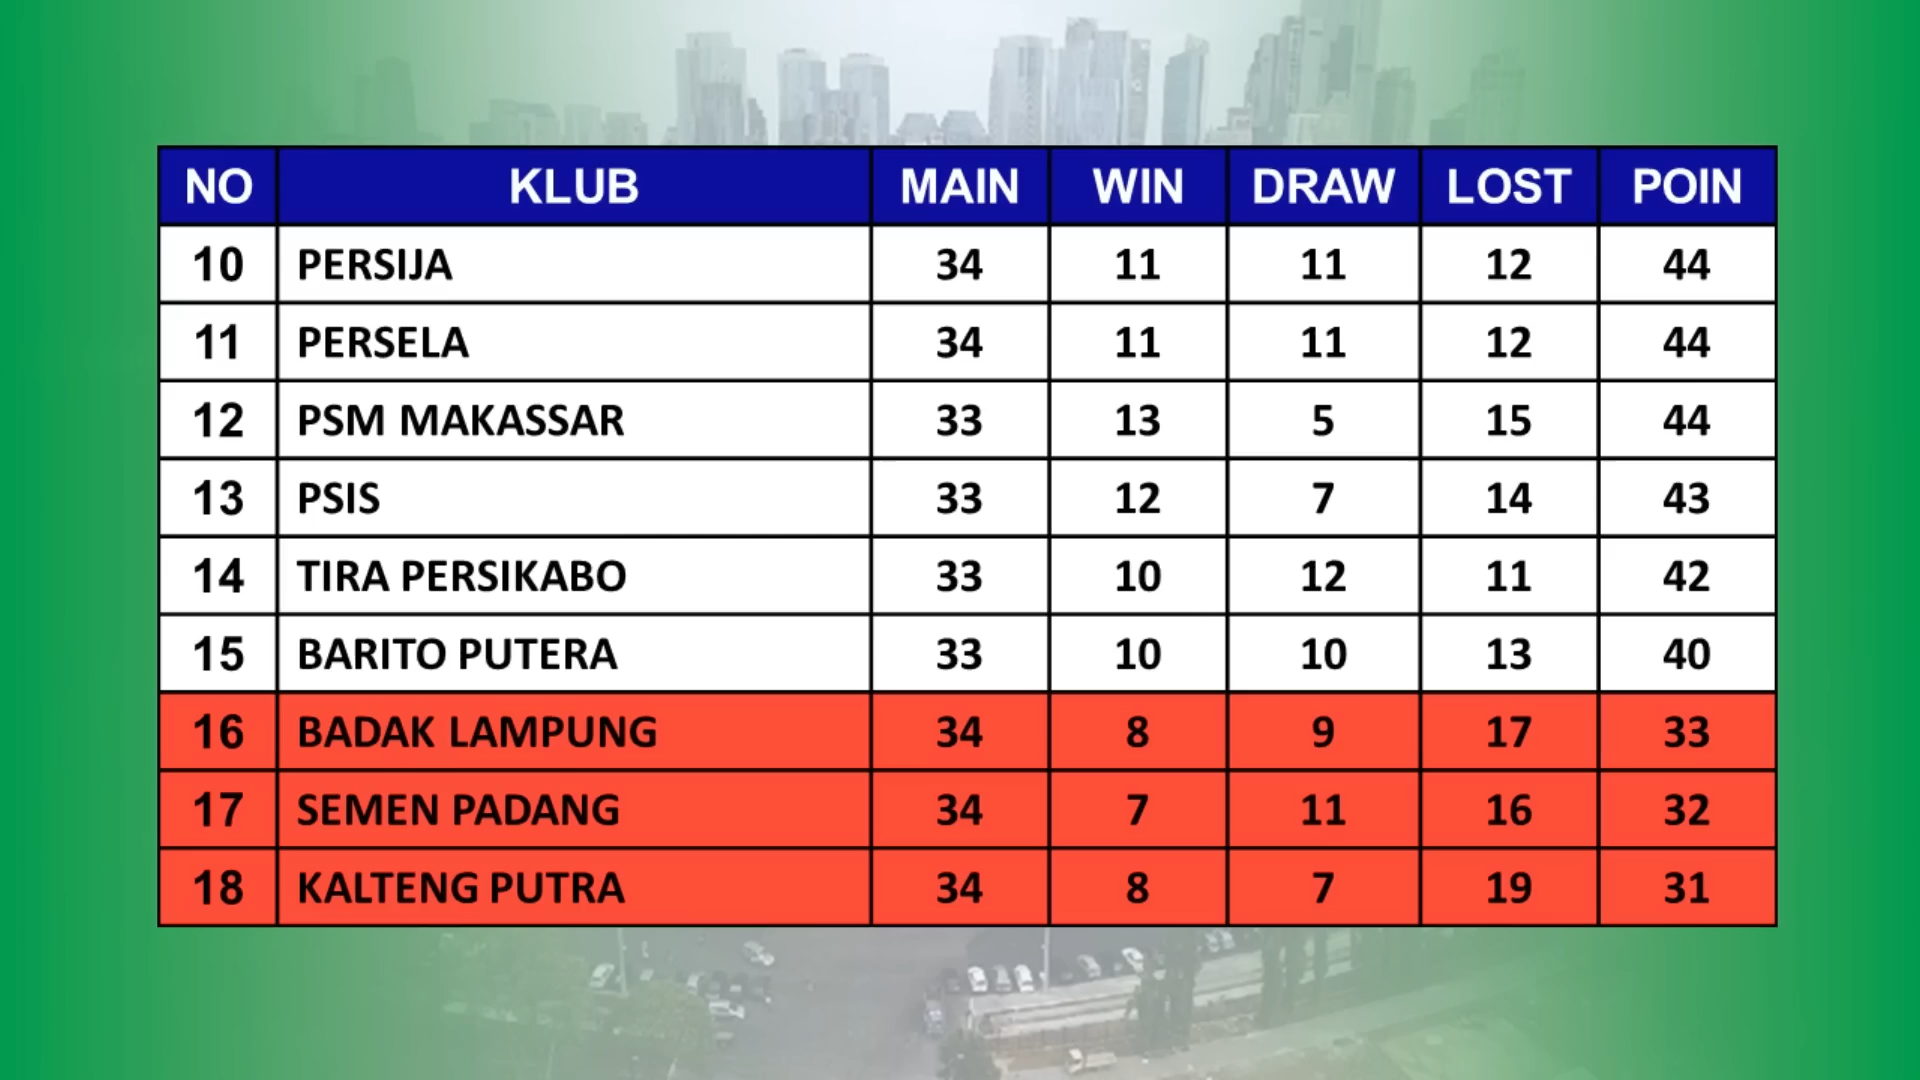 NO KLUB MAIN WIN DRAW LOST POIN
10 PERSIJA 34 11 11 12 44
11 PERSELA 34 11 11 12 44
12 PSM MAKASSAR 33 13 5 15 44
13 PSIS 33 12 7 14 43
14 TIRA PERSIKABO 33 10 12 11 42
15 BARITO PUTERA 33 10 10 13 40
16 BADAK LAMPUNG 34 8 9 17 33
17 SEMEN PADANG 34 7 11 16 32
18 KALTENG PUTRA 34 8 7 19 31